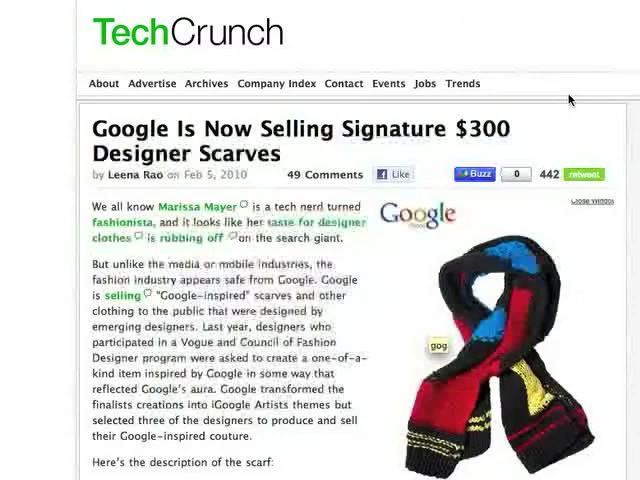 TechCrunch
About Advertise Archives Company Index Contact Events Jobs Trends
Google Is Now Selling Signature $300
Designer Scarves
by Leena Rao on Feb 5, 2010 49 Comments Like Buzz 0 442 retweet
We all know Marissa Mayer is a tech nerd turned
fashionista, and it looks like her taste for designer
clothes is rubbing off on the search giant.
But unlike the media or mobile industries, the
fashion industry appears safe from Google. Google
is selling "Google-inspired" scarves and other
clothing to the public that were designed by
emerging designers. Last year, designers who
participated in a Vogue and Council of Fashion
Designer program were asked to create a one-of-a-
kind item inspired by Google in some way that
reflected Google's aura. Google transformed the
finalists creations into iGoogle Artists themes but
selected three of the designers to produce and sell
their Google-inspired couture.
Here's the description of the scarf:
Close Window
Google
gog